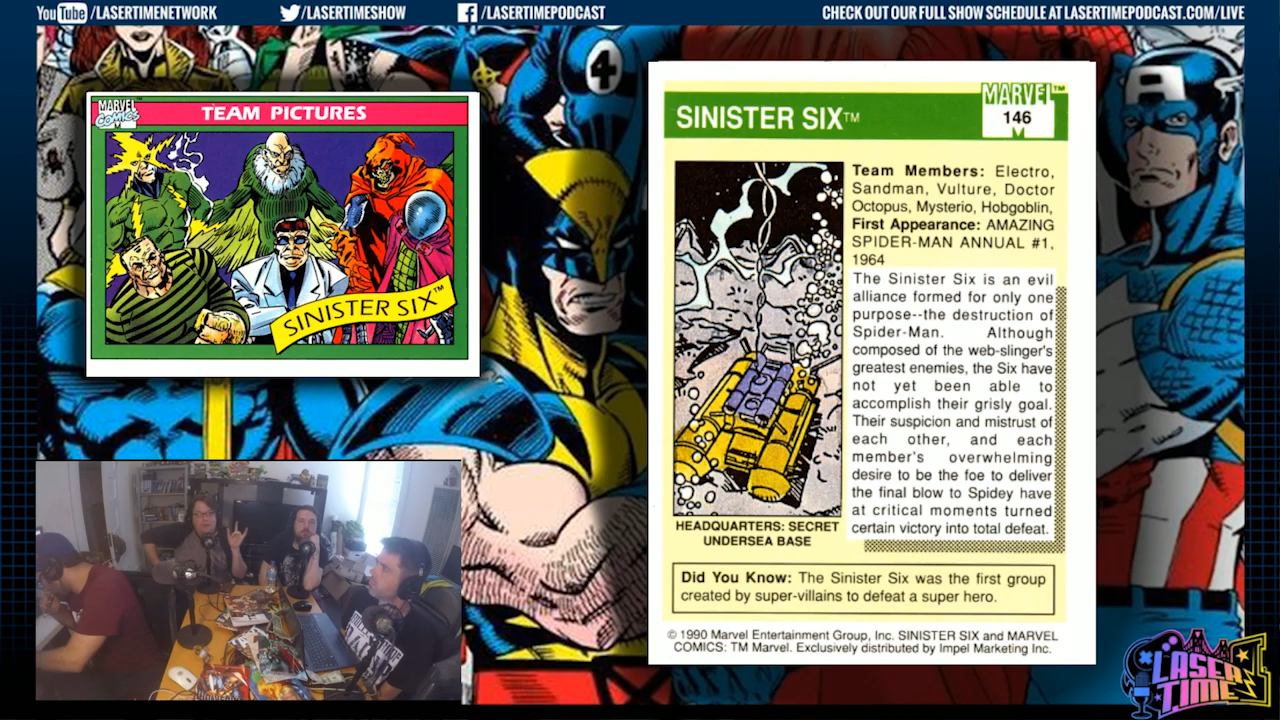 You Tube /LASERTIMENETWORK
/LASERTIMESHOW
/LASERTIMEPODCAST
CHECK OUT OUR FULL SHOW SCHEDULE AT LASERTIMEPODCAST.COM/LIVE
MARVEL
COMICS
TEAM PICTURES
SINISTER SIX™
4
A
SINISTER SIX™
MARVEL™
146
Team Members: Electro,
Sandman, Vulture, Doctor
Octopus, Mysterio, Hobgoblin,
First Appearance: AMAZING
SPIDER-MAN ANNUAL #1,
1964
The Sinister Six is an evil
alliance formed for only one
purpose--the destruction of
Spider-Man. Although
composed of the web-slinger's
greatest enemies, the Six have
not yet been able to
accomplish their grisly goal.
Their suspicion and mistrust of
each other, and each
member's overwhelming
desire to be the foe to deliver
the final blow to Spidey have
at critical moments turned
certain victory into total defeat.
HEADQUARTERS: SECRET
UNDERSEA BASE
Did You Know: The Sinister Six was the first group
created by super-villains to defeat a super hero.
© 1990 Marvel Entertainment Group, Inc. SINISTER SIX and MARVEL
COMICS: TM Marvel. Exclusively distributed by Impel Marketing Inc.
LASER
TIME